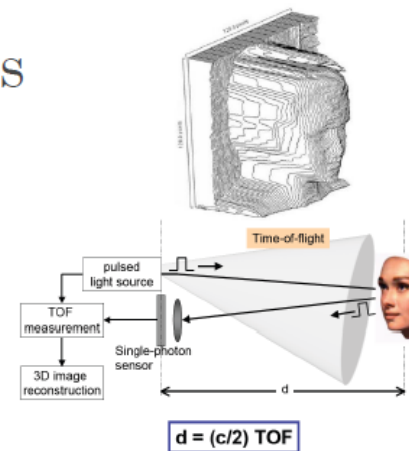 S
Time-of-flight
pulsed
light source
TOF
measurement
Single-photon
sensor
3D image
reconstruction
d
d = (c/2) TOF